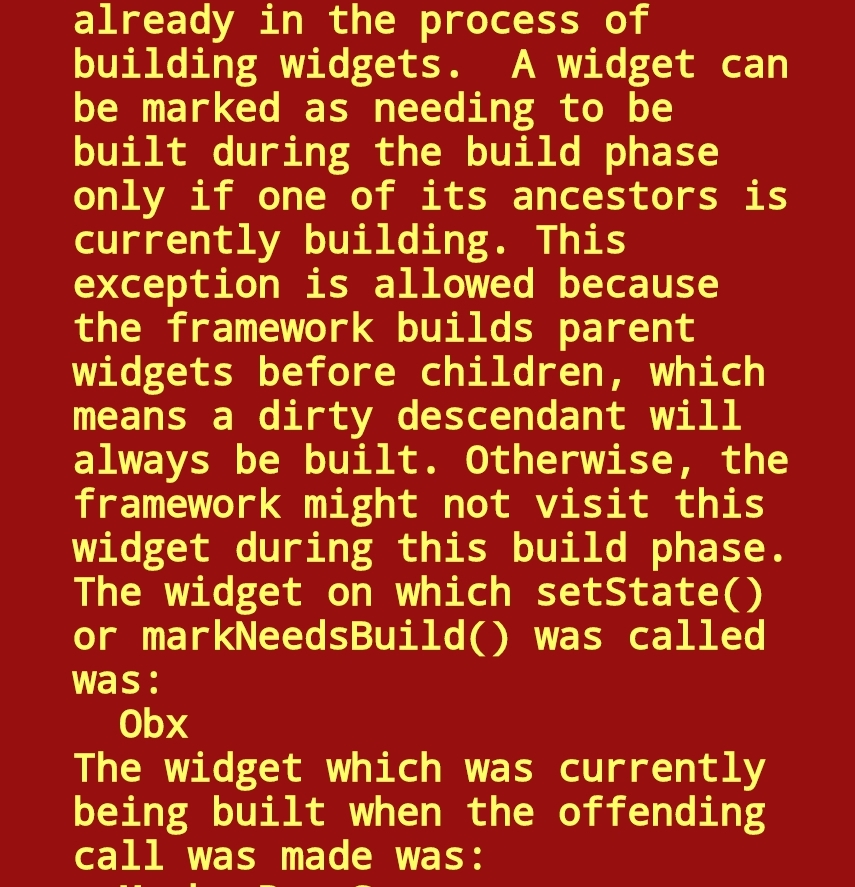 already in the process of
building widgets.  A widget can
be marked as needing to be
built during the build phase
only if one of its ancestors is
currently building. This
exception is allowed because
the framework builds parent
widgets before children, which
means a dirty descendant will
always be built. Otherwise, the
framework might not visit this
widget during this build phase.
The widget on which setState()
or markNeedsBuild() was called
was:
  Obx
The widget which was currently
being built when the offending
call was made was: